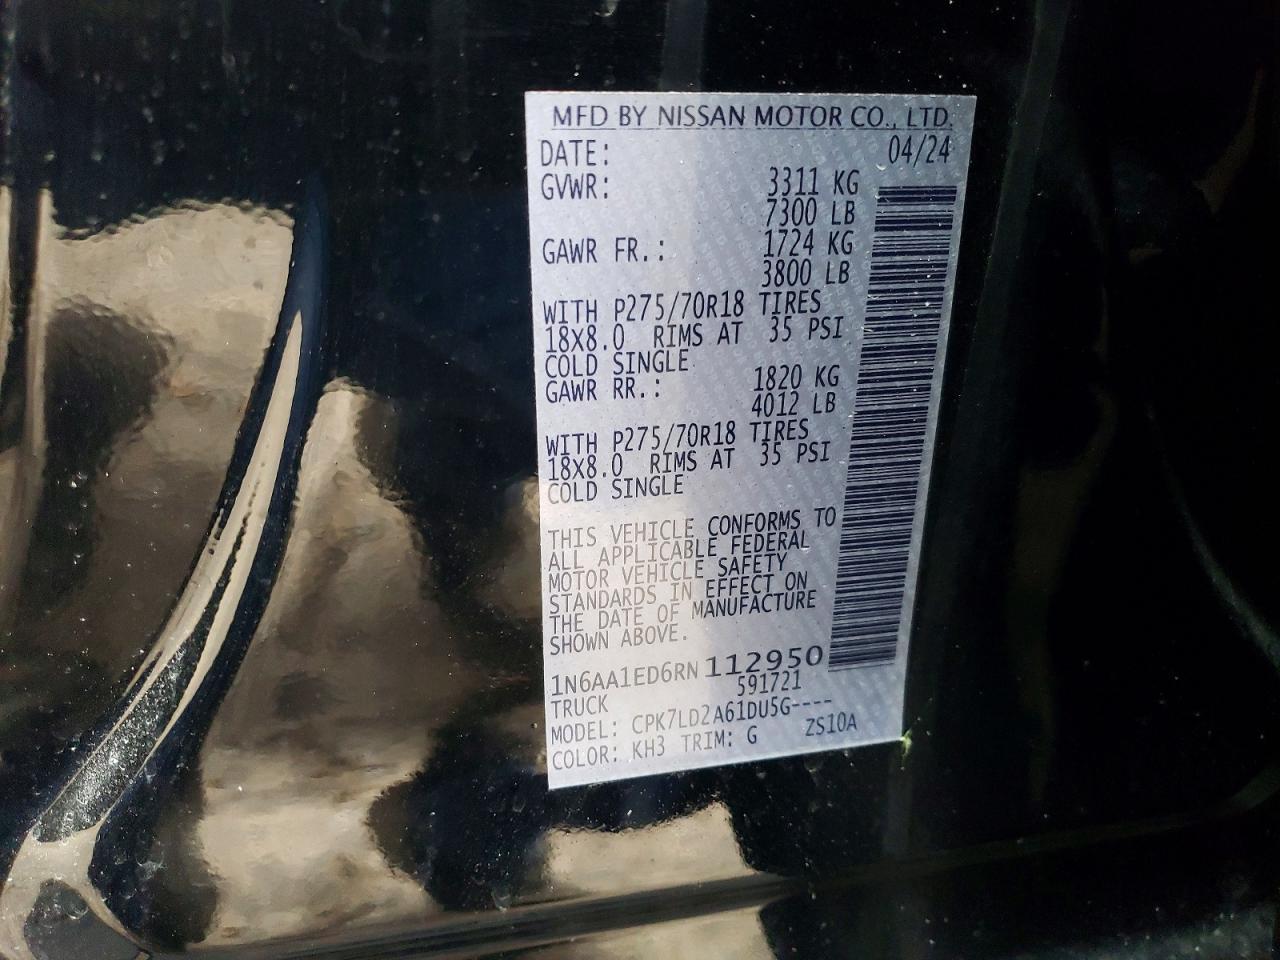 MFD BY NISSAN MOTOR CO., LTD.
DATE: 04/24
GVWR: 3311 KG
7300 LB
GAWR FR.: 1724 KG
3800 LB
WITH P275/70R18 TIRES
18X8.0 RIMS AT 35 PSI
COLD SINGLE
GAWR RR.: 1820 KG
4012 LB
WITH P275/70R18 TIRES
18X8.0 RIMS AT 35 PSI
COLD SINGLE
THIS VEHICLE CONFORMS TO
ALL APPLICABLE FEDERAL
MOTOR VEHICLE SAFETY
STANDARDS IN EFFECT ON
THE DATE OF MANUFACTURE
SHOWN ABOVE.
1N6AA1ED6RN112950
TRUCK 591721
MODEL: CPK7LD2A61DU5G----
COLOR: KH3 TRIM: G ZS10A